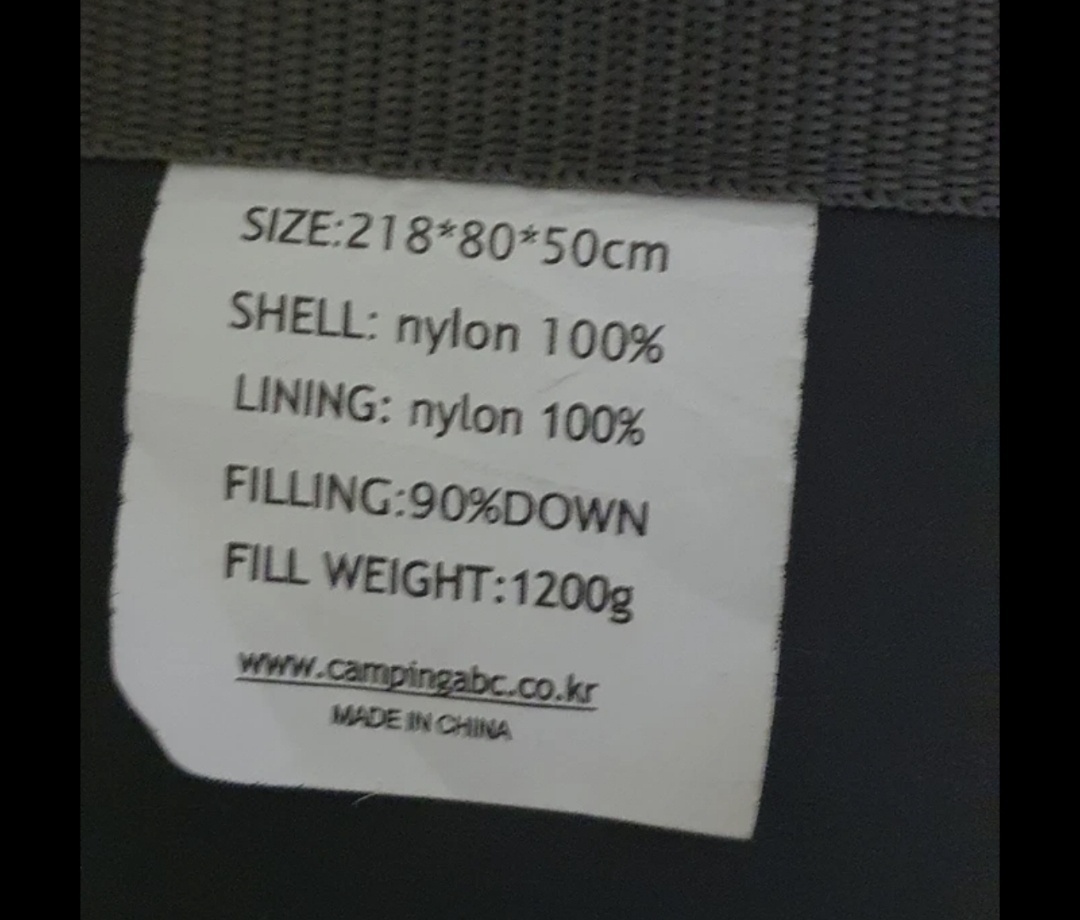 SIZE:218*80*50cm
SHELL: nylon 100%
LINING: nylon 100%
FILLING:90%DOWN
FILL WEIGHT:1200g
www.campingabc.co.kr
MADE IN CHINA